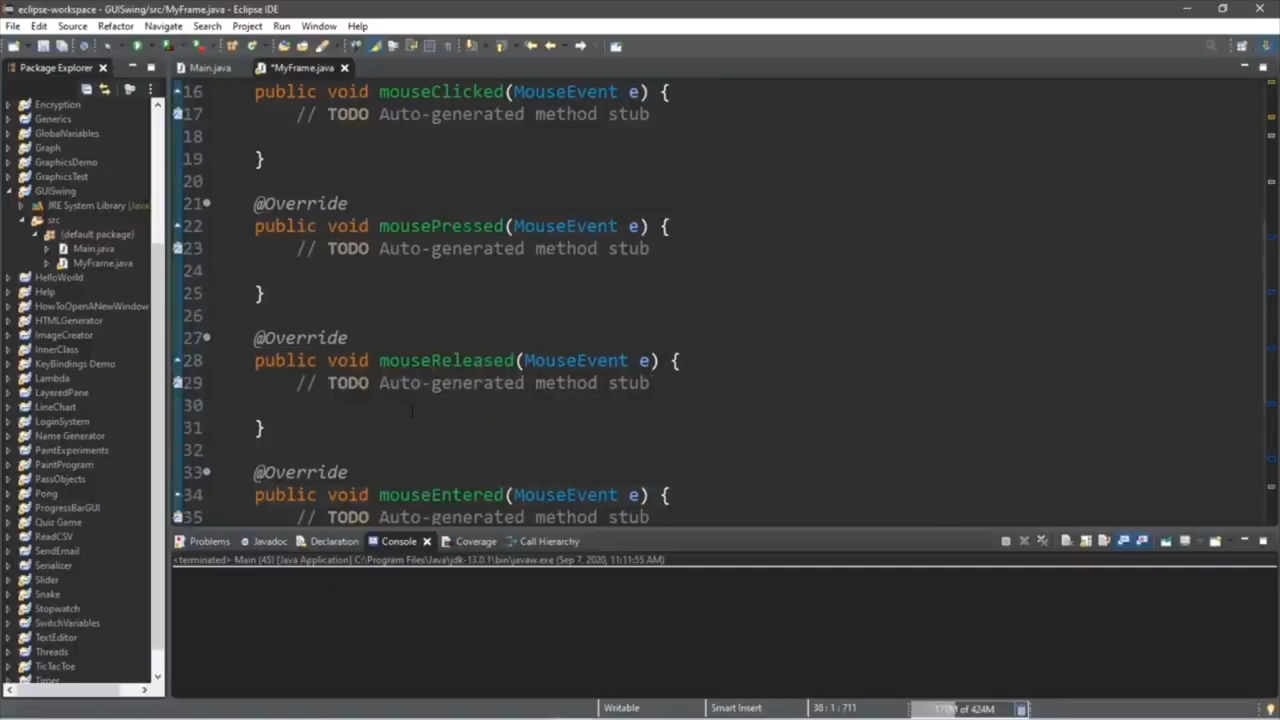 eclipse-workspace - GUISwing/src/MyFrame.java - Eclipse IDE
File Edit Source Refactor Navigate Search Project Run Window Help
Package Explorer
Main.java *MyFrame.java
Encryption
Generics
GlobalVariables
Graph
GraphicsDemo
GraphicsTest
GUISwing
JRE System Library [Java
src
(default package)
Main.java
MyFrame.java
HelloWorld
Help
HowToOpenANewWindow
HTMLGenerator
ImageCreator
InnerClass
KeyBindings Demo
Lambda
LayeredPane
LineChart
LoginSystem
Name Generator
PaintExperiments
PaintProgram
PassObjects
Pong
ProgressBarGUI
Quiz Game
ReadCSV
SendEmail
Serializer
Slider
Snake
Stopwatch
SwitchVariables
TextEditor
Threads
TicTacToe
Timer
16 public void mouseClicked(MouseEvent e) {
17 // TODO Auto-generated method stub
18
19 }
20
21 @Override
22 public void mousePressed(MouseEvent e) {
23 // TODO Auto-generated method stub
24
25 }
26
27 @Override
28 public void mouseReleased(MouseEvent e) {
29 // TODO Auto-generated method stub
30
31 }
32
33 @Override
34 public void mouseEntered(MouseEvent e) {
35 // TODO Auto-generated method stub
Problems Javadoc Declaration Console Coverage Call Hierarchy
<terminated> Main (45) [Java Application] C:\Program Files\Java\jdk-13.0.1\bin\javaw.exe (Sep 7, 2020, 11:11:55 AM)
Writable Smart Insert 38 : 1 : 711 of 424M